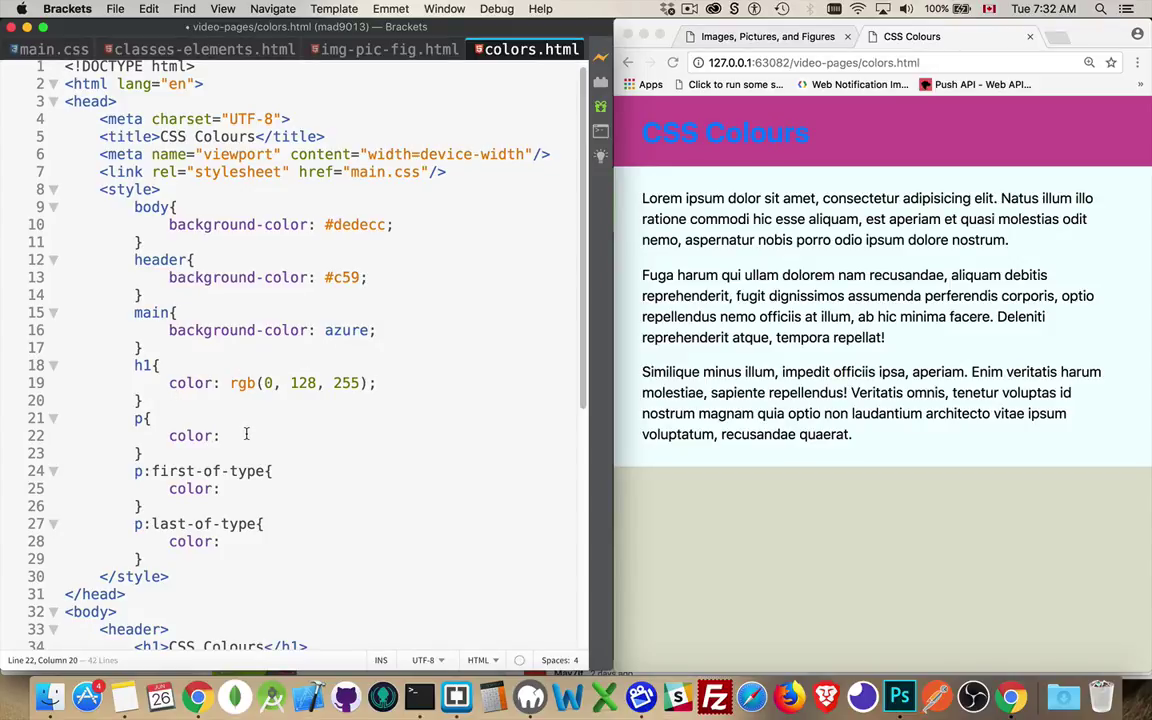 Brackets File Edit Find View Navigate Template Emmet Window Debug Help 100% Tue 7:32 AM
• video-pages/colors.html (mad9013) — Brackets
main.css classes-elements.html img-pic-fig.html colors.html
1 <!DOCTYPE html>
2 <html lang="en">
3 <head>
4 <meta charset="UTF-8">
5 <title>CSS Colours</title>
6 <meta name="viewport" content="width=device-width"/>
7 <link rel="stylesheet" href="main.css"/>
8 <style>
9 body{
10 background-color: #dedecc;
11 }
12 header{
13 background-color: #c59;
14 }
15 main{
16 background-color: azure;
17 }
18 h1{
19 color: rgb(0, 128, 255);
20 }
21 p{
22 color:
23 }
24 p:first-of-type{
25 color:
26 }
27 p:last-of-type{
28 color:
29 }
30 </style>
31 </head>
32 <body>
33 <header>
34 <h1>CSS Colours</h1>
Line 22, Column 20 — 42 Lines INS UTF-8 HTML Spaces: 4
Images, Pictures, and Figures CSS Colours
127.0.0.1:63082/video-pages/colors.html
Apps Click to run some s... Web Notification Im... Push API - Web API...
CSS Colours
Lorem ipsum dolor sit amet, consectetur adipisicing elit. Natus illum illo
ratione commodi hic esse aliquam, est aperiam et quasi molestias odit
nemo, aspernatur nobis porro odio ipsum dolore nostrum.
Fuga harum qui ullam dolorem nam recusandae, aliquam debitis
reprehenderit, fugit dignissimos assumenda perferendis corporis, optio
repellendus nemo officiis at illum, ab hic minima facere. Deleniti
reprehenderit atque, tempora repellat!
Similique minus illum, impedit officiis ipsa, aperiam. Enim veritatis harum
molestiae, sapiente repellendus! Veritatis omnis, tenetur voluptas id
nostrum magnam quia optio non laudantium architecto vitae ipsum
voluptatum, recusandae quaerat.